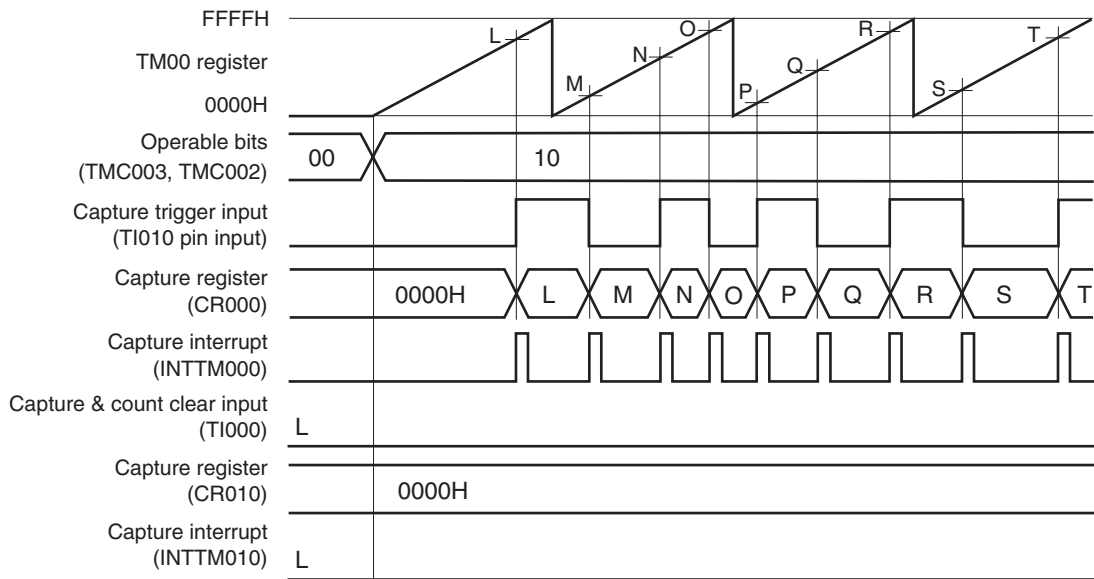 FFFFH
TM00 register
0000H
L M N O P Q R S T
Operable bits
(TMC003, TMC002)
00 10
Capture trigger input
(TI010 pin input)
Capture register
(CR000)
0000H L M N O P Q R S T
Capture interrupt
(INTTM000)
Capture & count clear input
(TI000)
L
Capture register
(CR010)
0000H
Capture interrupt
(INTTM010)
L